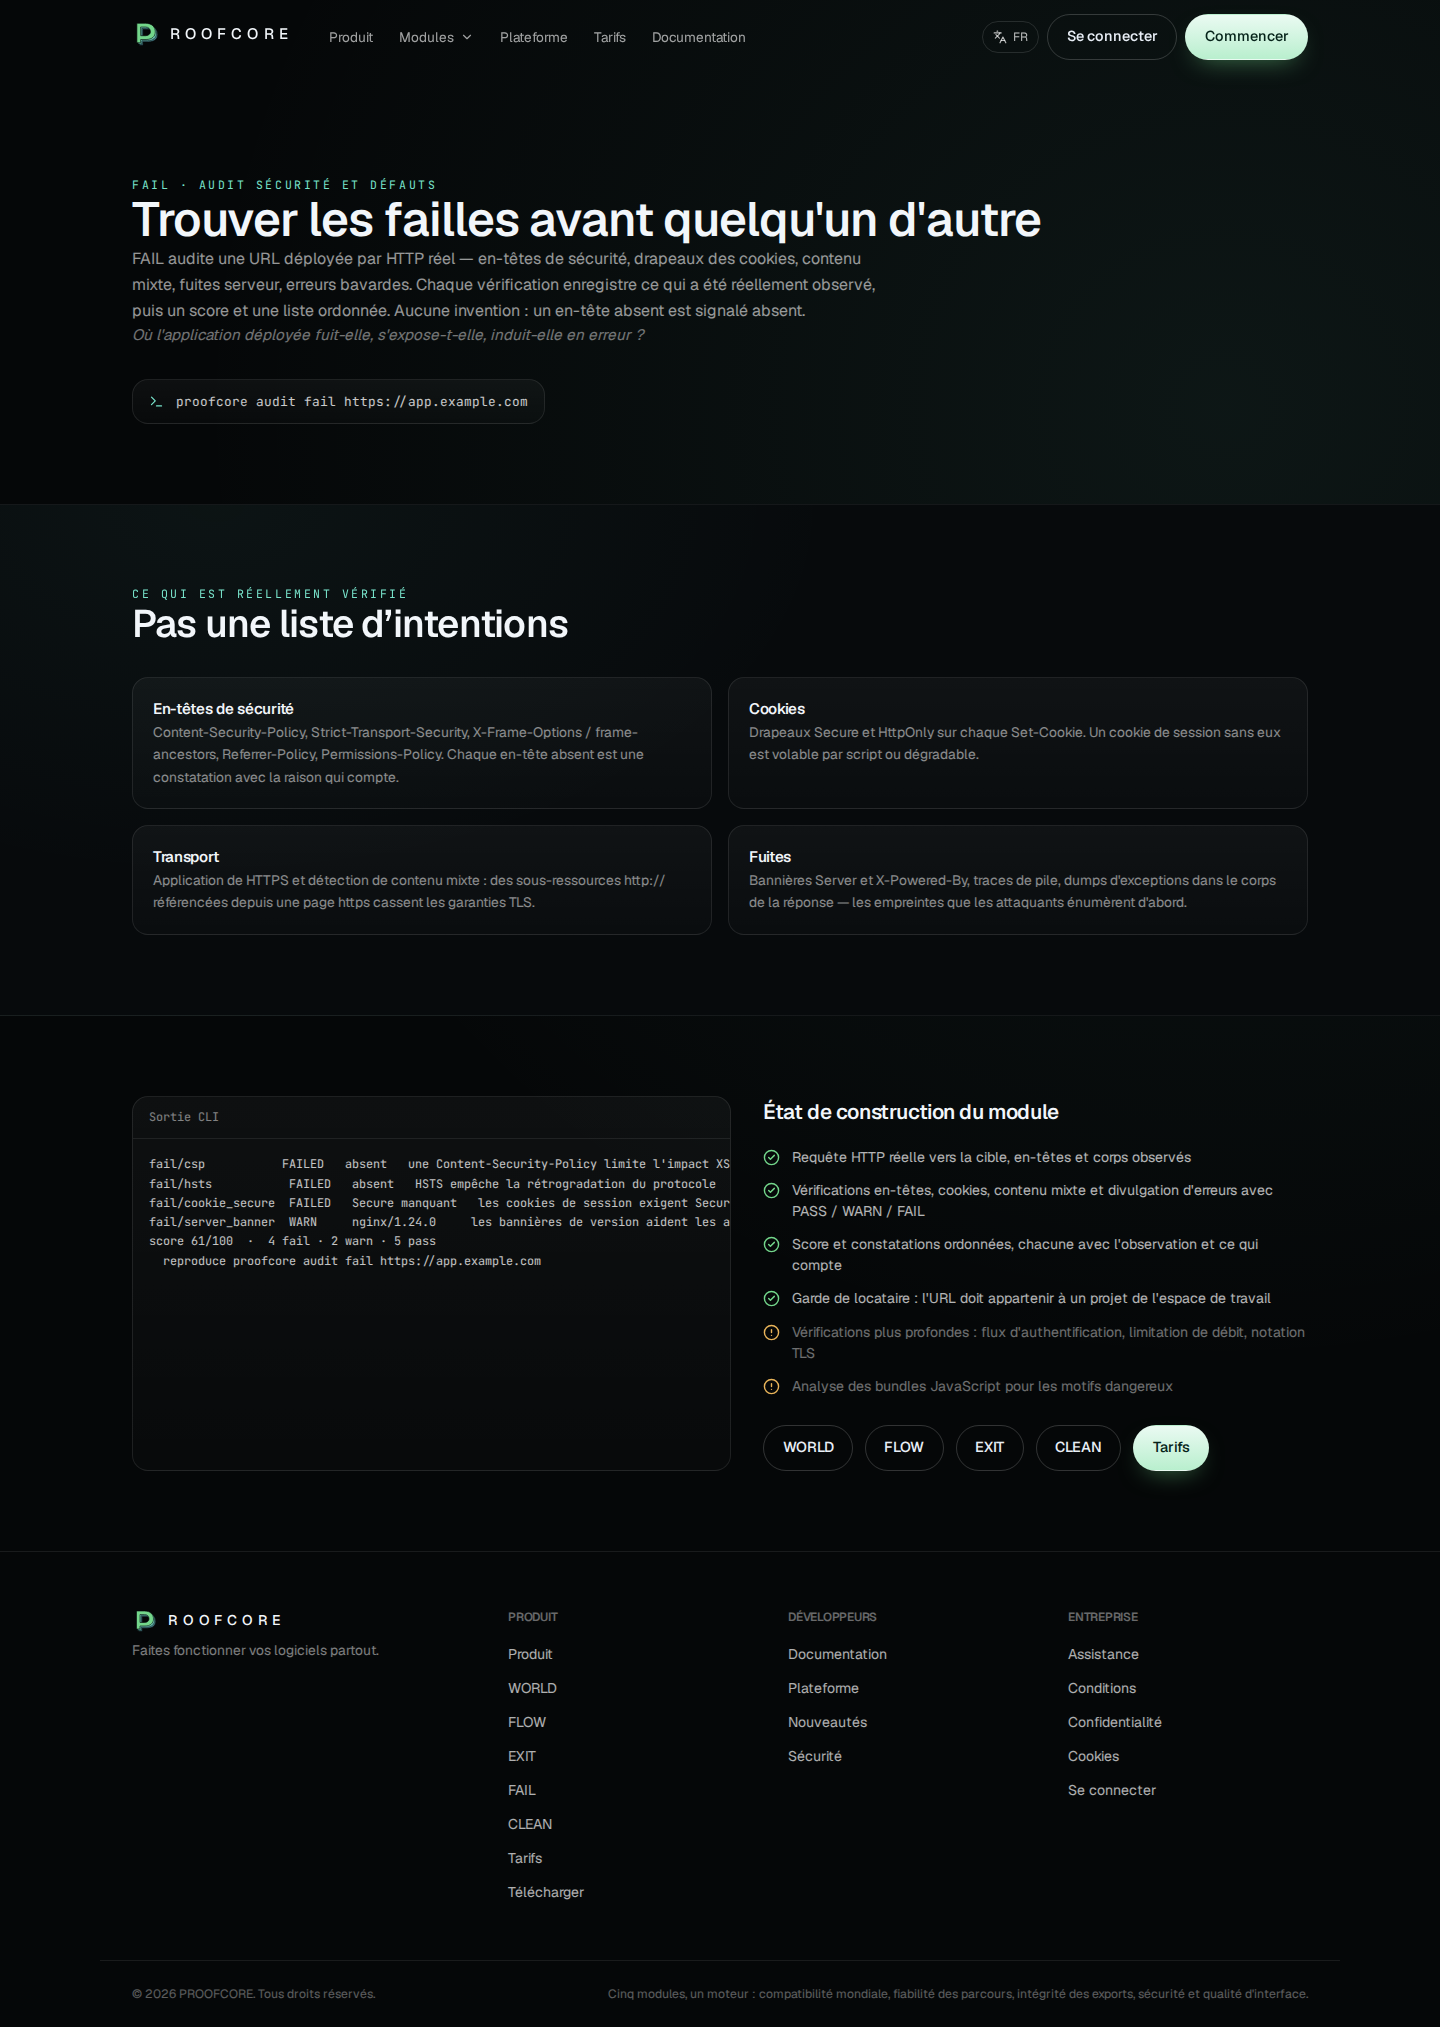 ROOFCORE
Produit
Modules
Plateforme
Tarifs
Documentation
FR
Se connecter
Commencer
FAIL · AUDIT SÉCURITÉ ET DÉFAUTS
Trouver les failles avant quelqu'un d'autre
FAIL audite une URL déployée par HTTP réel — en-têtes de sécurité, drapeaux des cookies, contenu
mixte, fuites serveur, erreurs bavardes. Chaque vérification enregistre ce qui a été réellement observé,
puis un score et une liste ordonnée. Aucune invention : un en-tête absent est signalé absent.
Où l'application déployée fuit-elle, s'expose-t-elle, induit-elle en erreur ?
proofcore audit fail https://app.example.com
CE QUI EST RÉELLEMENT VÉRIFIÉ
Pas une liste d’intentions
En-têtes de sécurité
Content-Security-Policy, Strict-Transport-Security, X-Frame-Options / frame-
ancestors, Referrer-Policy, Permissions-Policy. Chaque en-tête absent est une
constatation avec la raison qui compte.
Cookies
Drapeaux Secure et HttpOnly sur chaque Set-Cookie. Un cookie de session sans eux
est volable par script ou dégradable.
Transport
Application de HTTPS et détection de contenu mixte : des sous-ressources http://
référencées depuis une page https cassent les garanties TLS.
Fuites
Bannières Server et X-Powered-By, traces de pile, dumps d'exceptions dans le corps
de la réponse — les empreintes que les attaquants énumèrent d'abord.
Sortie CLI
fail/csp FAILED absent une Content-Security-Policy limite l'impact XS
fail/hsts FAILED absent HSTS empêche la rétrogradation du protocole
fail/cookie_secure FAILED Secure manquant les cookies de session exigent Secur
fail/server_banner WARN nginx/1.24.0 les bannières de version aident les a
score 61/100 · 4 fail · 2 warn · 5 pass
reproduce proofcore audit fail https://app.example.com
État de construction du module
Requête HTTP réelle vers la cible, en-têtes et corps observés
Vérifications en-têtes, cookies, contenu mixte et divulgation d'erreurs avec
PASS / WARN / FAIL
Score et constatations ordonnées, chacune avec l'observation et ce qui
compte
Garde de locataire : l'URL doit appartenir à un projet de l'espace de travail
Vérifications plus profondes : flux d'authentification, limitation de débit, notation
TLS
Analyse des bundles JavaScript pour les motifs dangereux
WORLD
FLOW
EXIT
CLEAN
Tarifs
ROOFCORE
Faites fonctionner vos logiciels partout.
PRODUIT
Produit
WORLD
FLOW
EXIT
FAIL
CLEAN
Tarifs
Télécharger
DÉVELOPPEURS
Documentation
Plateforme
Nouveautés
Sécurité
ENTREPRISE
Assistance
Conditions
Confidentialité
Cookies
Se connecter
© 2026 PROOFCORE. Tous droits réservés.
Cinq modules, un moteur : compatibilité mondiale, fiabilité des parcours, intégrité des exports, sécurité et qualité d'interface.